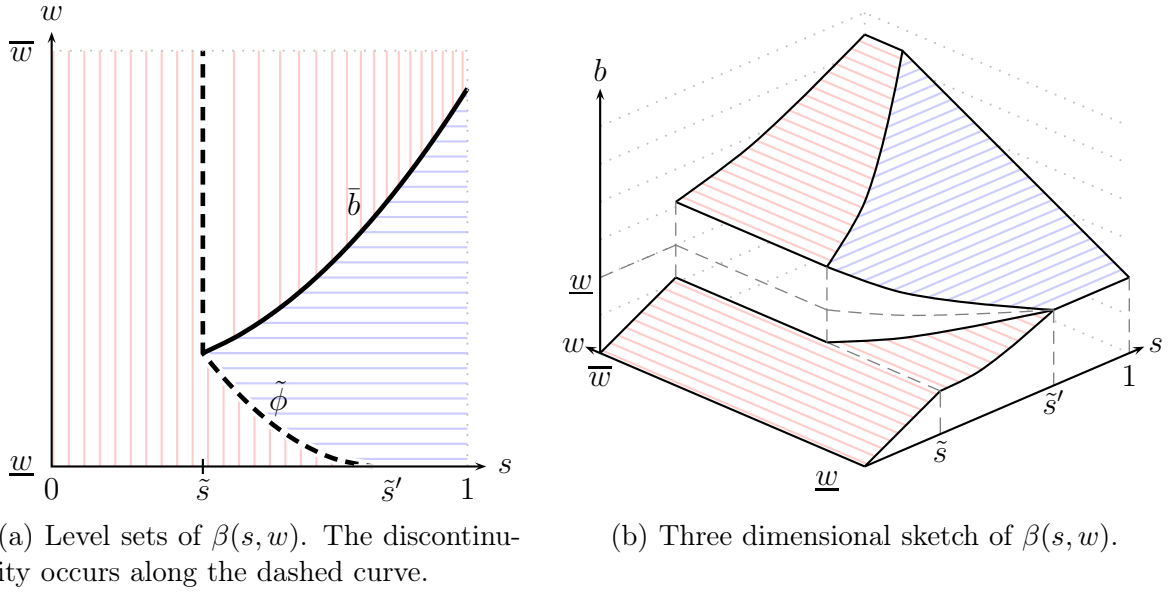 w
w̅
b̄
ϕ̃
w̲
0
s̃
s̃′
1
s
(a) Level sets of β(s, w). The discontinu-
ity occurs along the dashed curve.
b
w̲
w
w̅
s
1
s̃′
s̃
w̲
(b) Three dimensional sketch of β(s, w).